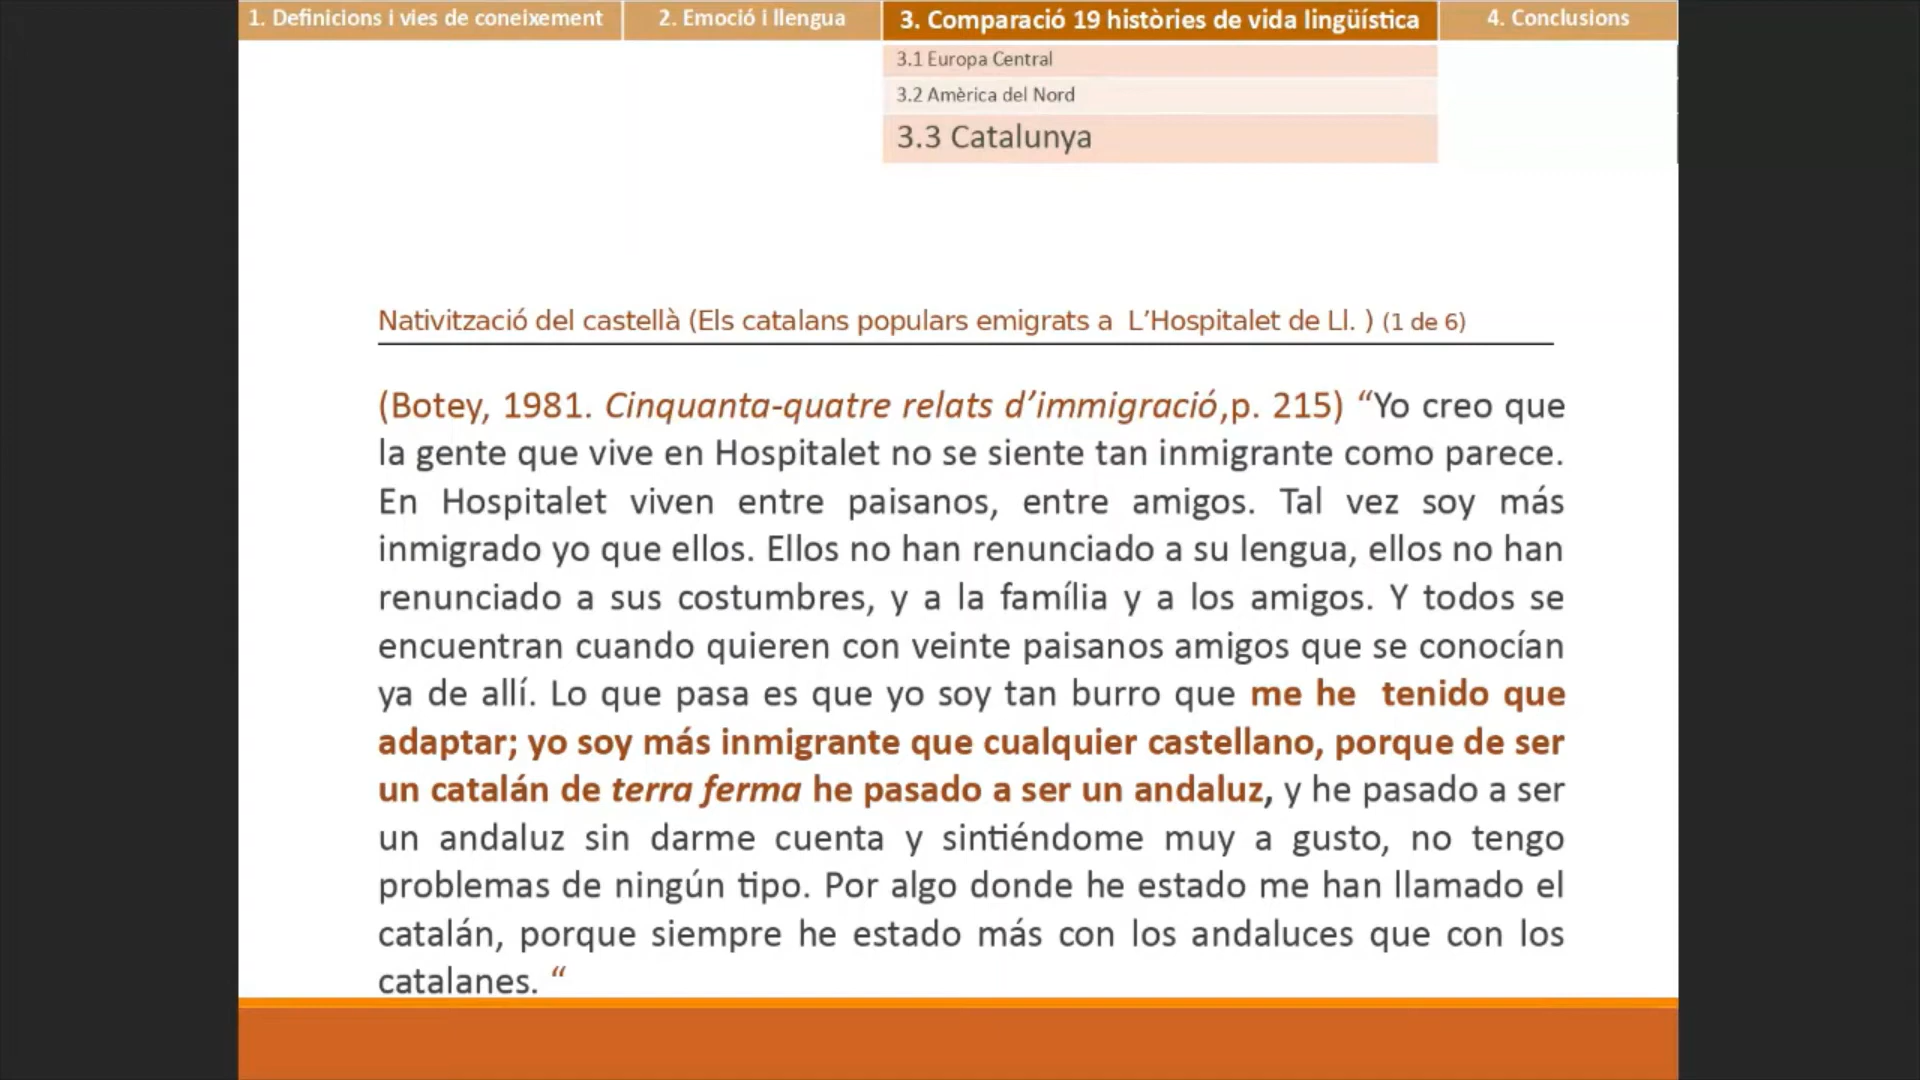 1. Definicions i vies de coneixement
2. Emoció i llengua
3. Comparació 19 històries de vida lingüística
4. Conclusions
3.1 Europa Central
3.2 Amèrica del Nord
3.3 Catalunya
Nativització del castellà (Els catalans populars emigrats a L’Hospitalet de Ll. ) (1 de 6)
(Botey, 1981. Cinquanta-quatre relats d’immigració,p. 215) “Yo creo que
la gente que vive en Hospitalet no se siente tan inmigrante como parece.
En Hospitalet viven entre paisanos, entre amigos. Tal vez soy más
inmigrado yo que ellos. Ellos no han renunciado a su lengua, ellos no han
renunciado a sus costumbres, y a la família y a los amigos. Y todos se
encuentran cuando quieren con veinte paisanos amigos que se conocían
ya de allí. Lo que pasa es que yo soy tan burro que me he tenido que
adaptar; yo soy más inmigrante que cualquier castellano, porque de ser
un catalán de terra ferma he pasado a ser un andaluz, y he pasado a ser
un andaluz sin darme cuenta y sintiéndome muy a gusto, no tengo
problemas de ningún tipo. Por algo donde he estado me han llamado el
catalán, porque siempre he estado más con los andaluces que con los
catalanes. “